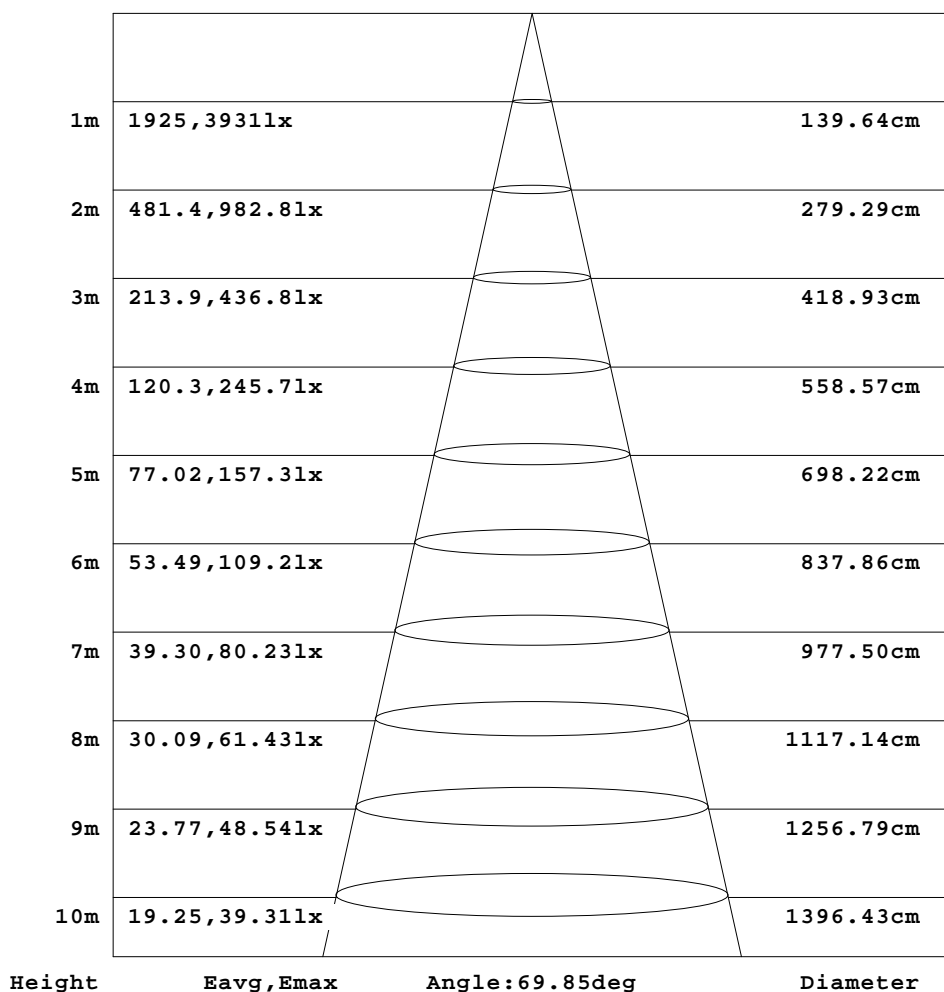 1m 1925,3931lx 139.64cm
2m 481.4,982.8lx 279.29cm
3m 213.9,436.8lx 418.93cm
4m 120.3,245.7lx 558.57cm
5m 77.02,157.3lx 698.22cm
6m 53.49,109.2lx 837.86cm
7m 39.30,80.23lx 977.50cm
8m 30.09,61.43lx 1117.14cm
9m 23.77,48.54lx 1256.79cm
10m 19.25,39.31lx 1396.43cm
Height Eavg,Emax Angle:69.85deg Diameter